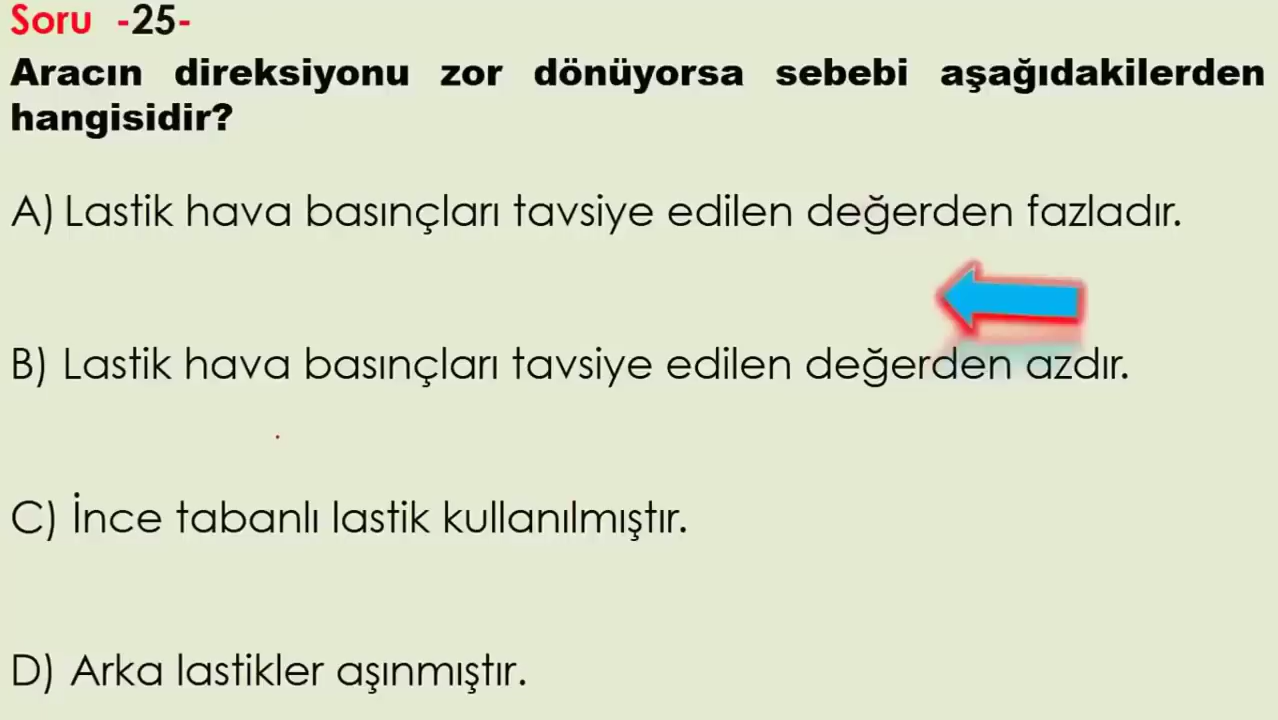 Soru -25-
Aracın direksiyonu zor dönüyorsa sebebi aşağıdakilerden
hangisidir?
A) Lastik hava basınçları tavsiye edilen değerden fazladır.
B) Lastik hava basınçları tavsiye edilen değerden azdır.
C) İnce tabanlı lastik kullanılmıştır.
D) Arka lastikler aşınmıştır.